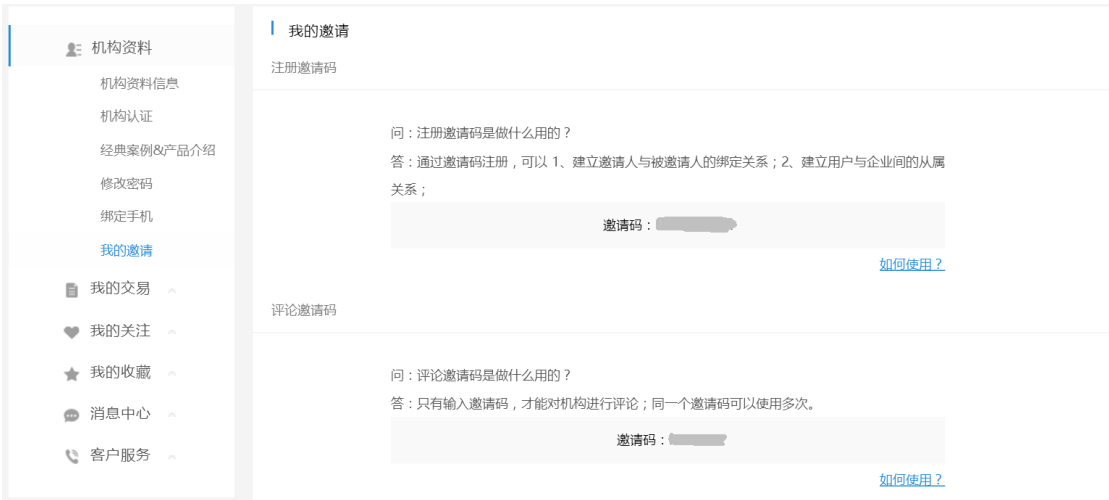 机构资料
机构资料信息
机构认证
经典案例&产品介绍
修改密码
绑定手机
我的邀请
我的交易
我的关注
我的收藏
消息中心
客户服务
我的邀请
注册邀请码
问：注册邀请码是做什么用的？
答：通过邀请码注册，可以 1、建立邀请人与被邀请人的绑定关系；2、建立用户与企业间的从属
关系；
邀请码：
如何使用？
评论邀请码
问：评论邀请码是做什么用的？
答：只有输入邀请码，才能对机构进行评论；同一个邀请码可以使用多次。
邀请码：
如何使用？